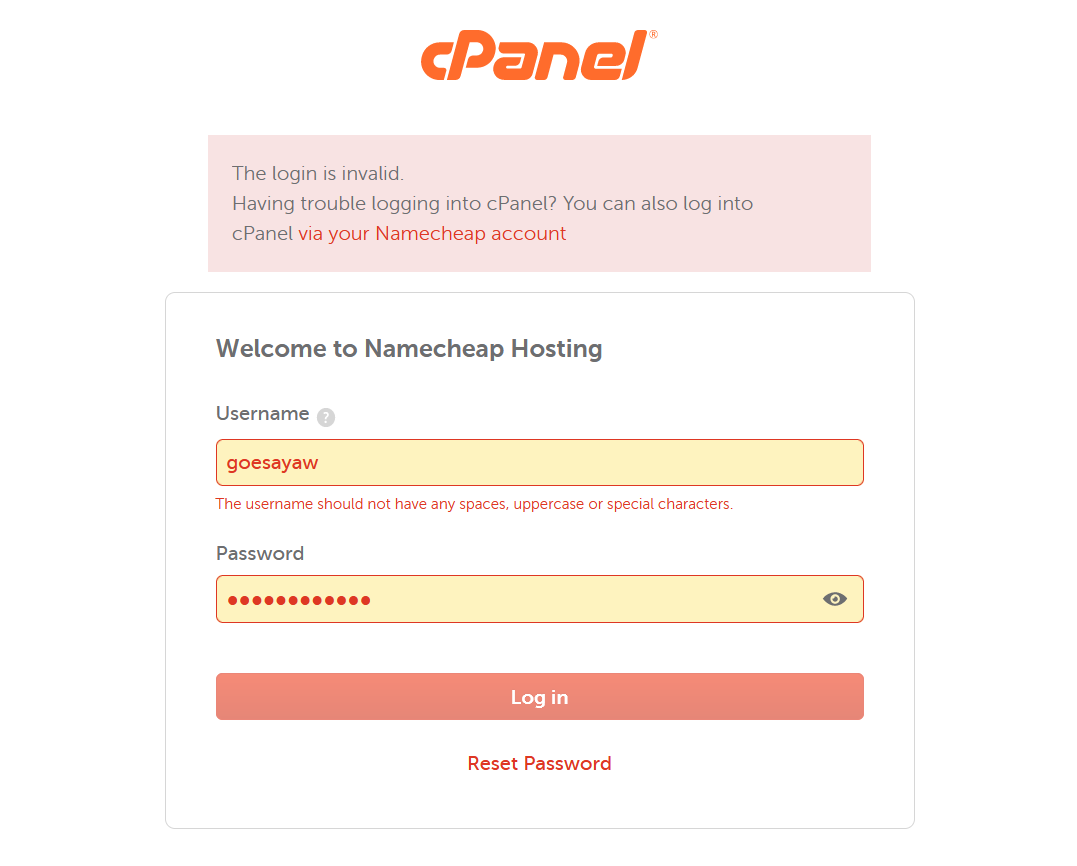 cPanel®
The login is invalid.
Having trouble logging into cPanel? You can also log into
cPanel via your Namecheap account
Welcome to Namecheap Hosting
Username ?
goesayaw
The username should not have any spaces, uppercase or special characters.
Password
••••••••••••
Log in
Reset Password